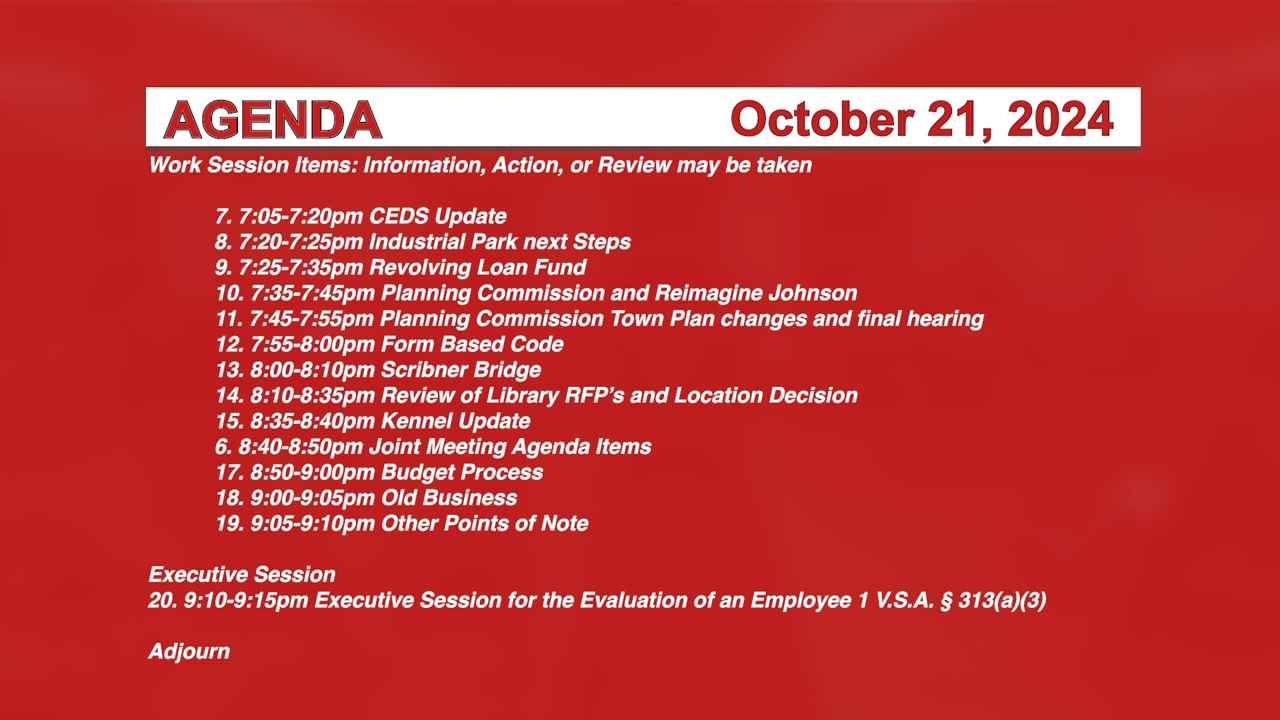 AGENDA
October 21, 2024
Work Session Items: Information, Action, or Review may be taken
7. 7:05-7:20pm CEDS Update
8. 7:20-7:25pm Industrial Park next Steps
9. 7:25-7:35pm Revolving Loan Fund
10. 7:35-7:45pm Planning Commission and Reimagine Johnson
11. 7:45-7:55pm Planning Commission Town Plan changes and final hearing
12. 7:55-8:00pm Form Based Code
13. 8:00-8:10pm Scribner Bridge
14. 8:10-8:35pm Review of Library RFP’s and Location Decision
15. 8:35-8:40pm Kennel Update
6. 8:40-8:50pm Joint Meeting Agenda Items
17. 8:50-9:00pm Budget Process
18. 9:00-9:05pm Old Business
19. 9:05-9:10pm Other Points of Note
Executive Session
20. 9:10-9:15pm Executive Session for the Evaluation of an Employee 1 V.S.A. § 313(a)(3)
Adjourn